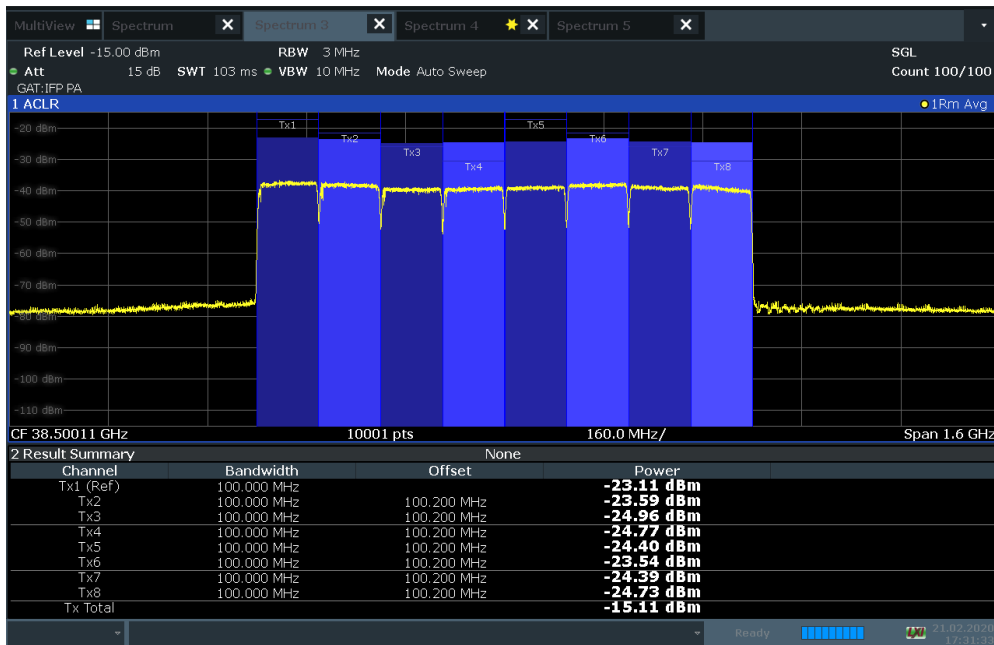 MultiView Spectrum Spectrum 3 Spectrum 4 Spectrum 5
Ref Level -15.00 dBm RBW 3 MHz SGL
Att 15 dB SWT 103 ms VBW 10 MHz Mode Auto Sweep Count 100/100
GAT:IFP PA
1 ACLR 1Rm Avg
Tx1 Tx5
-20 dBm
Tx2 Tx6
Tx3 Tx7
-30 dBm
Tx4 Tx8
-40 dBm
-50 dBm
-60 dBm
-70 dBm
-80 dBm
-90 dBm
-100 dBm
-110 dBm
CF 38.50011 GHz 10001 pts 160.0 MHz/ Span 1.6 GHz
2 Result Summary None
Channel Bandwidth Offset Power
Tx1 (Ref) 100.000 MHz -23.11 dBm
Tx2 100.000 MHz 100.200 MHz -23.59 dBm
Tx3 100.000 MHz 100.200 MHz -24.96 dBm
Tx4 100.000 MHz 100.200 MHz -24.77 dBm
Tx5 100.000 MHz 100.200 MHz -24.40 dBm
Tx6 100.000 MHz 100.200 MHz -23.54 dBm
Tx7 100.000 MHz 100.200 MHz -24.39 dBm
Tx8 100.000 MHz 100.200 MHz -24.73 dBm
Tx Total -15.11 dBm
Ready 21.02.2020
17:31:33